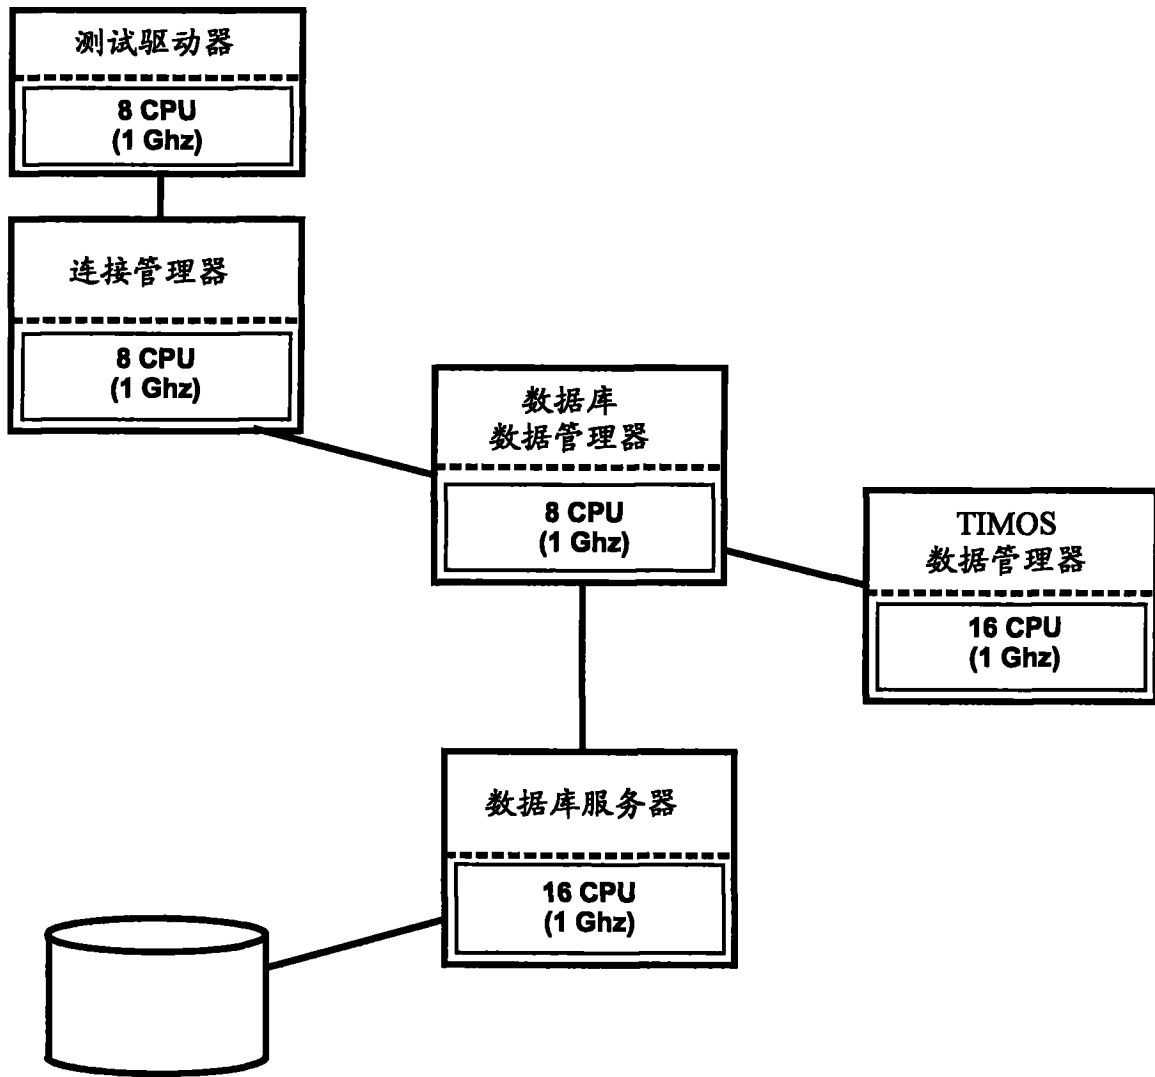 测试驱动器
8 CPU
(1 Ghz)
连接管理器
8 CPU
(1 Ghz)
数据库
数据管理器
8 CPU
(1 Ghz)
TIMOS
数据管理器
16 CPU
(1 Ghz)
数据库服务器
16 CPU
(1 Ghz)